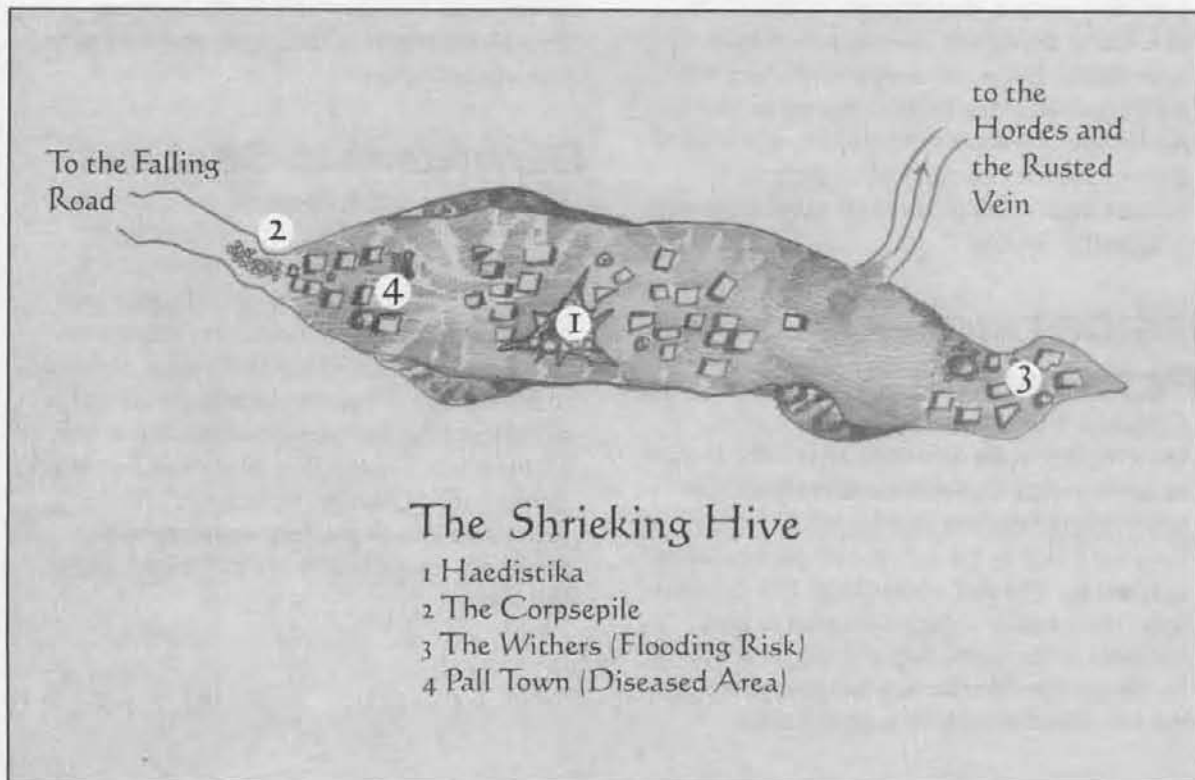 To the Falling
Road
to the
Hordes and
the Rusted
Vein
2
4
1
3
The Shrieking Hive
1 Haedistika
2 The Corpsepile
3 The Withers (Flooding Risk)
4 Pall Town (Diseased Area)